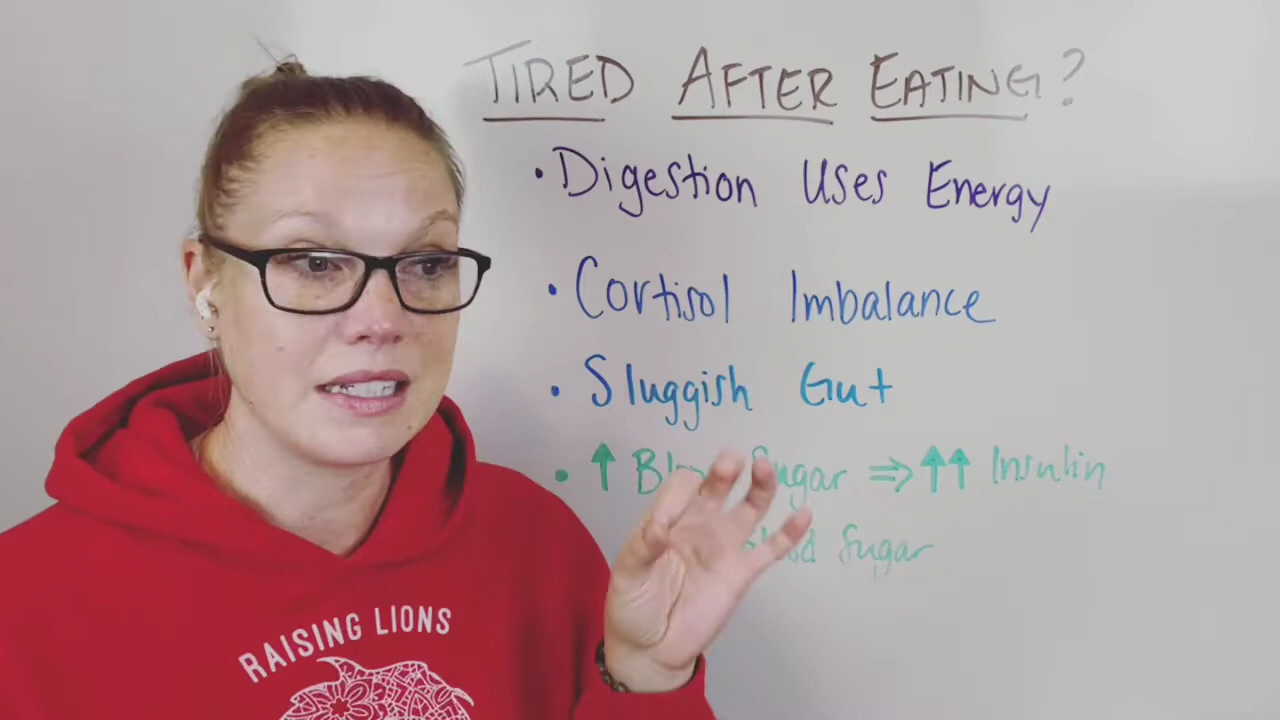 TIRED AFTER EATING?
• Digestion Uses Energy
• Cortisol Imbalance
• Sluggish Gut
• ↑ Sugar ⇒ ↑↑ Insulin
Sugar
RAISING LIONS